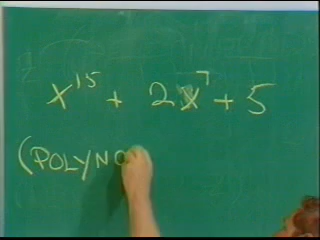 x¹⁵ + 2x⁷ + 5
(POLYNO